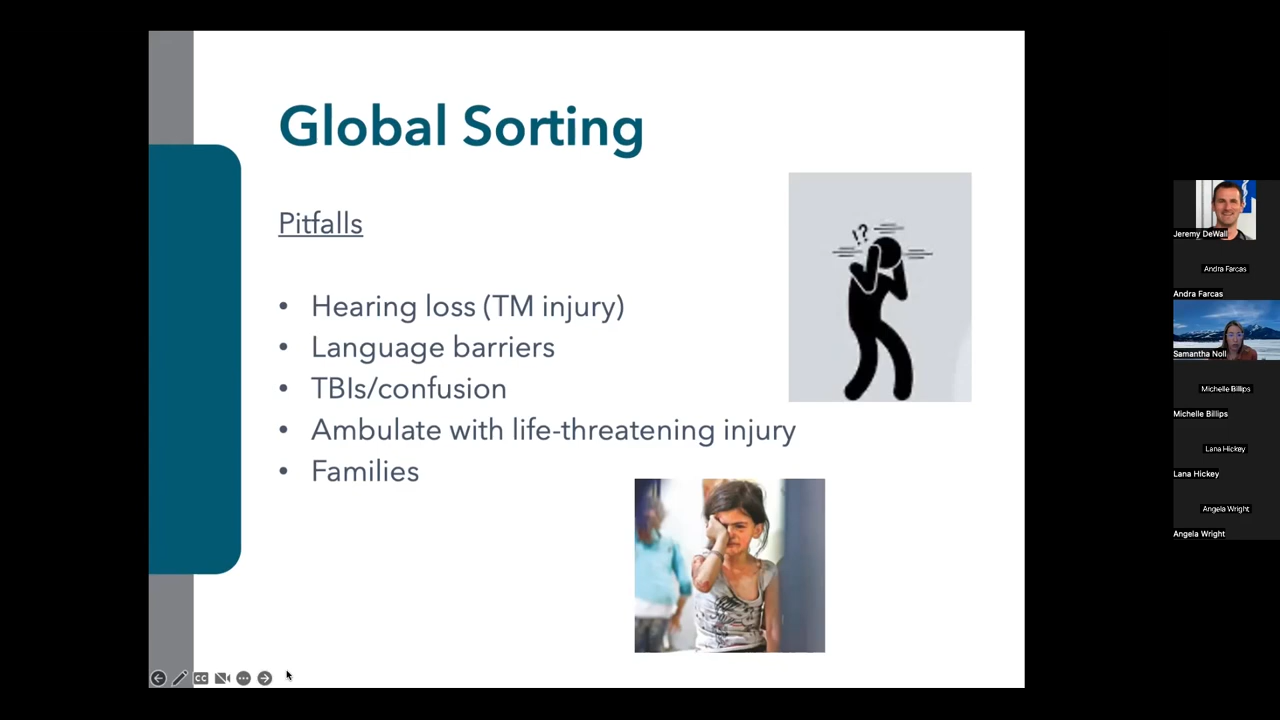 Global Sorting
Pitfalls
• Hearing loss (TM injury)
• Language barriers
• TBIs/confusion
• Ambulate with life-threatening injury
• Families
!?
CC
Jeremy DeWall
Andra Farcas
Andra Farcas
Samantha Noll
Michelle Billips
Michelle Billips
Lana Hickey
Lana Hickey
Angela Wright
Angela Wright